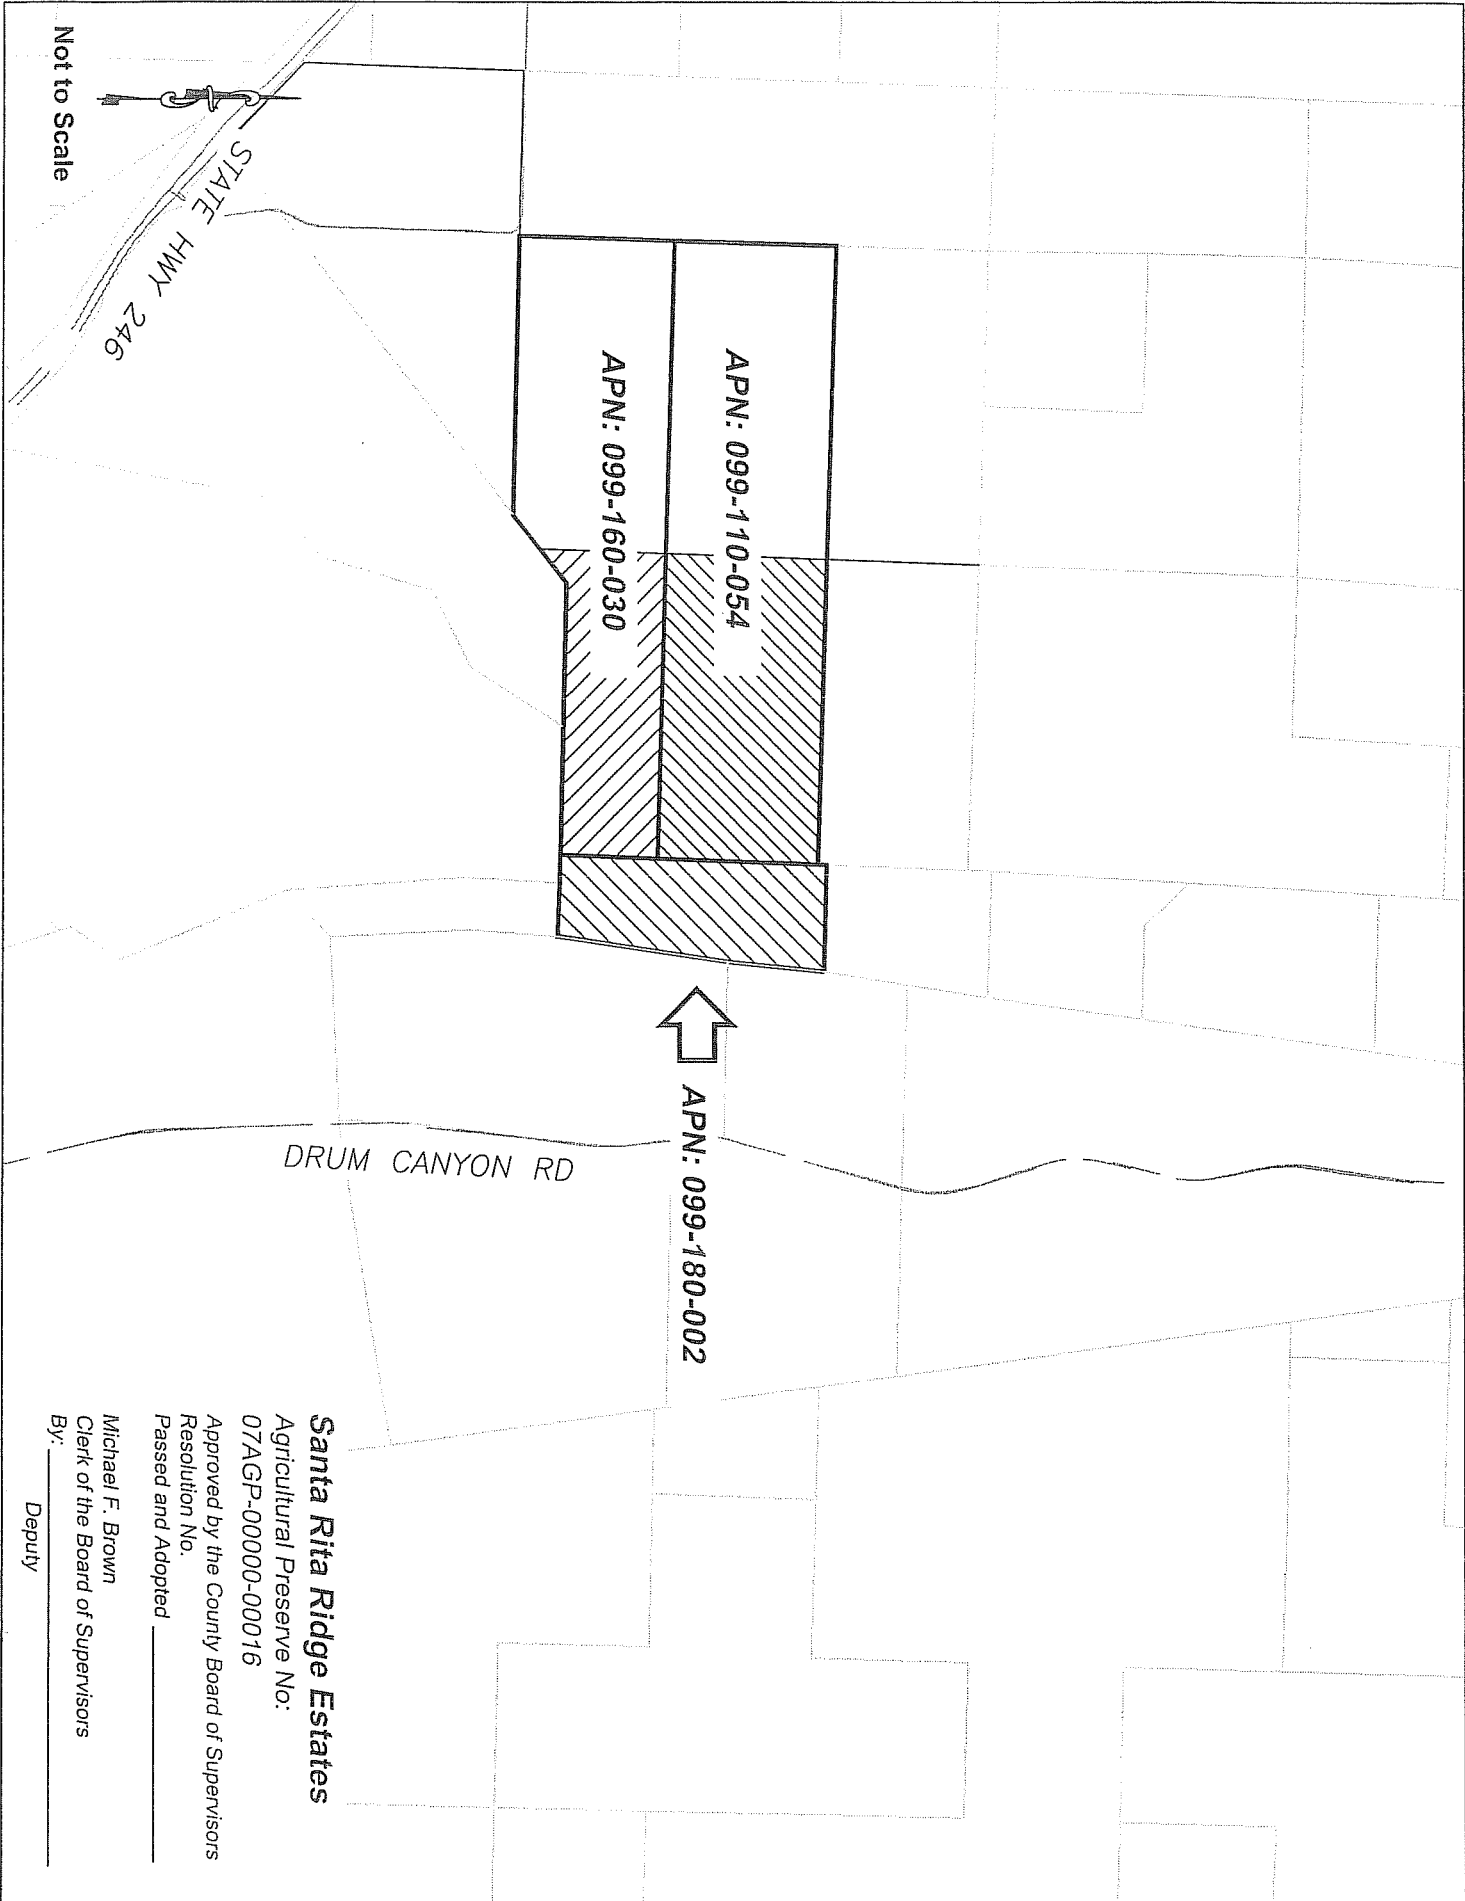 APN: 099-110-054
APN: 099-160-030
APN: 099-180-002
STATE HWY 246
DRUM CANYON RD
Not to Scale
Santa Rita Ridge Estates
Agricultural Preserve No:
07AGP-00000-00016
Approved by the County Board of Supervisors
Resolution No.
Passed and Adopted
Michael F. Brown
Clerk of the Board of Supervisors
By:
Deputy